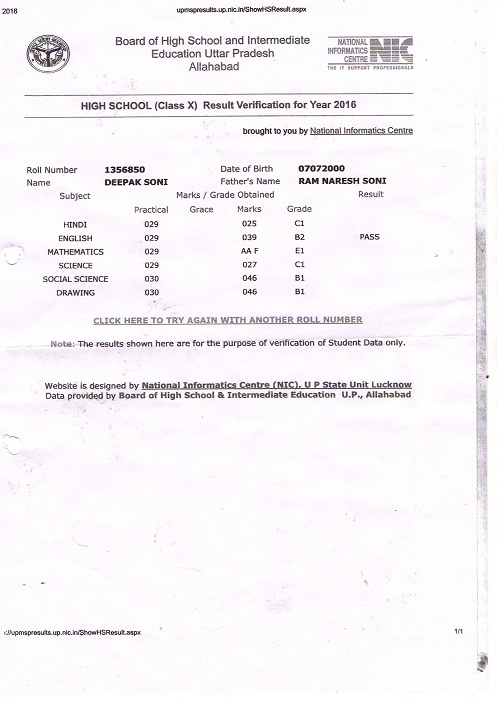 2018
upmspresults.up.nic.in/ShowHSResult.aspx
Board of High School and Intermediate
Education Uttar Pradesh
Allahabad
NATIONAL
INFORMATICS
CENTRE
NIC
THE IT SUPPORT PROFESSIONALS
HIGH SCHOOL (Class X) Result Verification for Year 2016
brought to you by National Informatics Centre
Roll Number 1356850 Date of Birth 07072000
Name DEEPAK SONI Father's Name RAM NARESH SONI
Subject Marks / Grade Obtained Result
Practical Grace Marks Grade
HINDI 029 025 C1
ENGLISH 029 039 B2 PASS
MATHEMATICS 029 AA F E1
SCIENCE 029 027 C1
SOCIAL SCIENCE 030 046 B1
DRAWING 030 046 B1
CLICK HERE TO TRY AGAIN WITH ANOTHER ROLL NUMBER
Note: The results shown here are for the purpose of verification of Student Data only.
Website is designed by National Informatics Centre (NIC), U P State Unit Lucknow
Data provided by Board of High School & Intermediate Education U.P., Allahabad
://upmspresults.up.nic.in/ShowHSResult.aspx
1/1